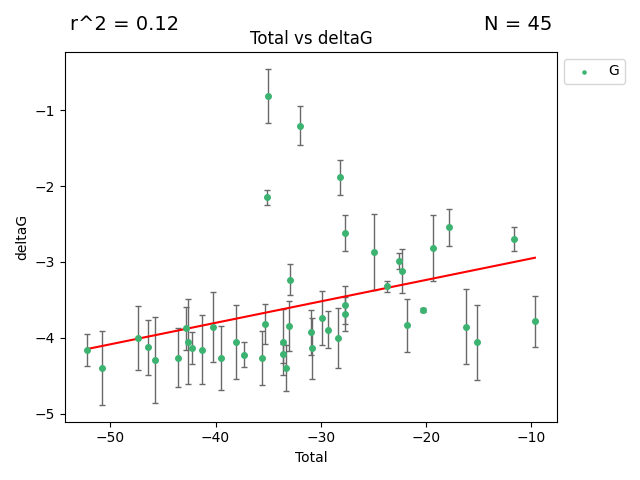 r^2 = 0.12
N = 45
Total vs deltaG
G
−1
−2
−3
−4
−5
deltaG
−50
−40
−30
−20
−10
Total